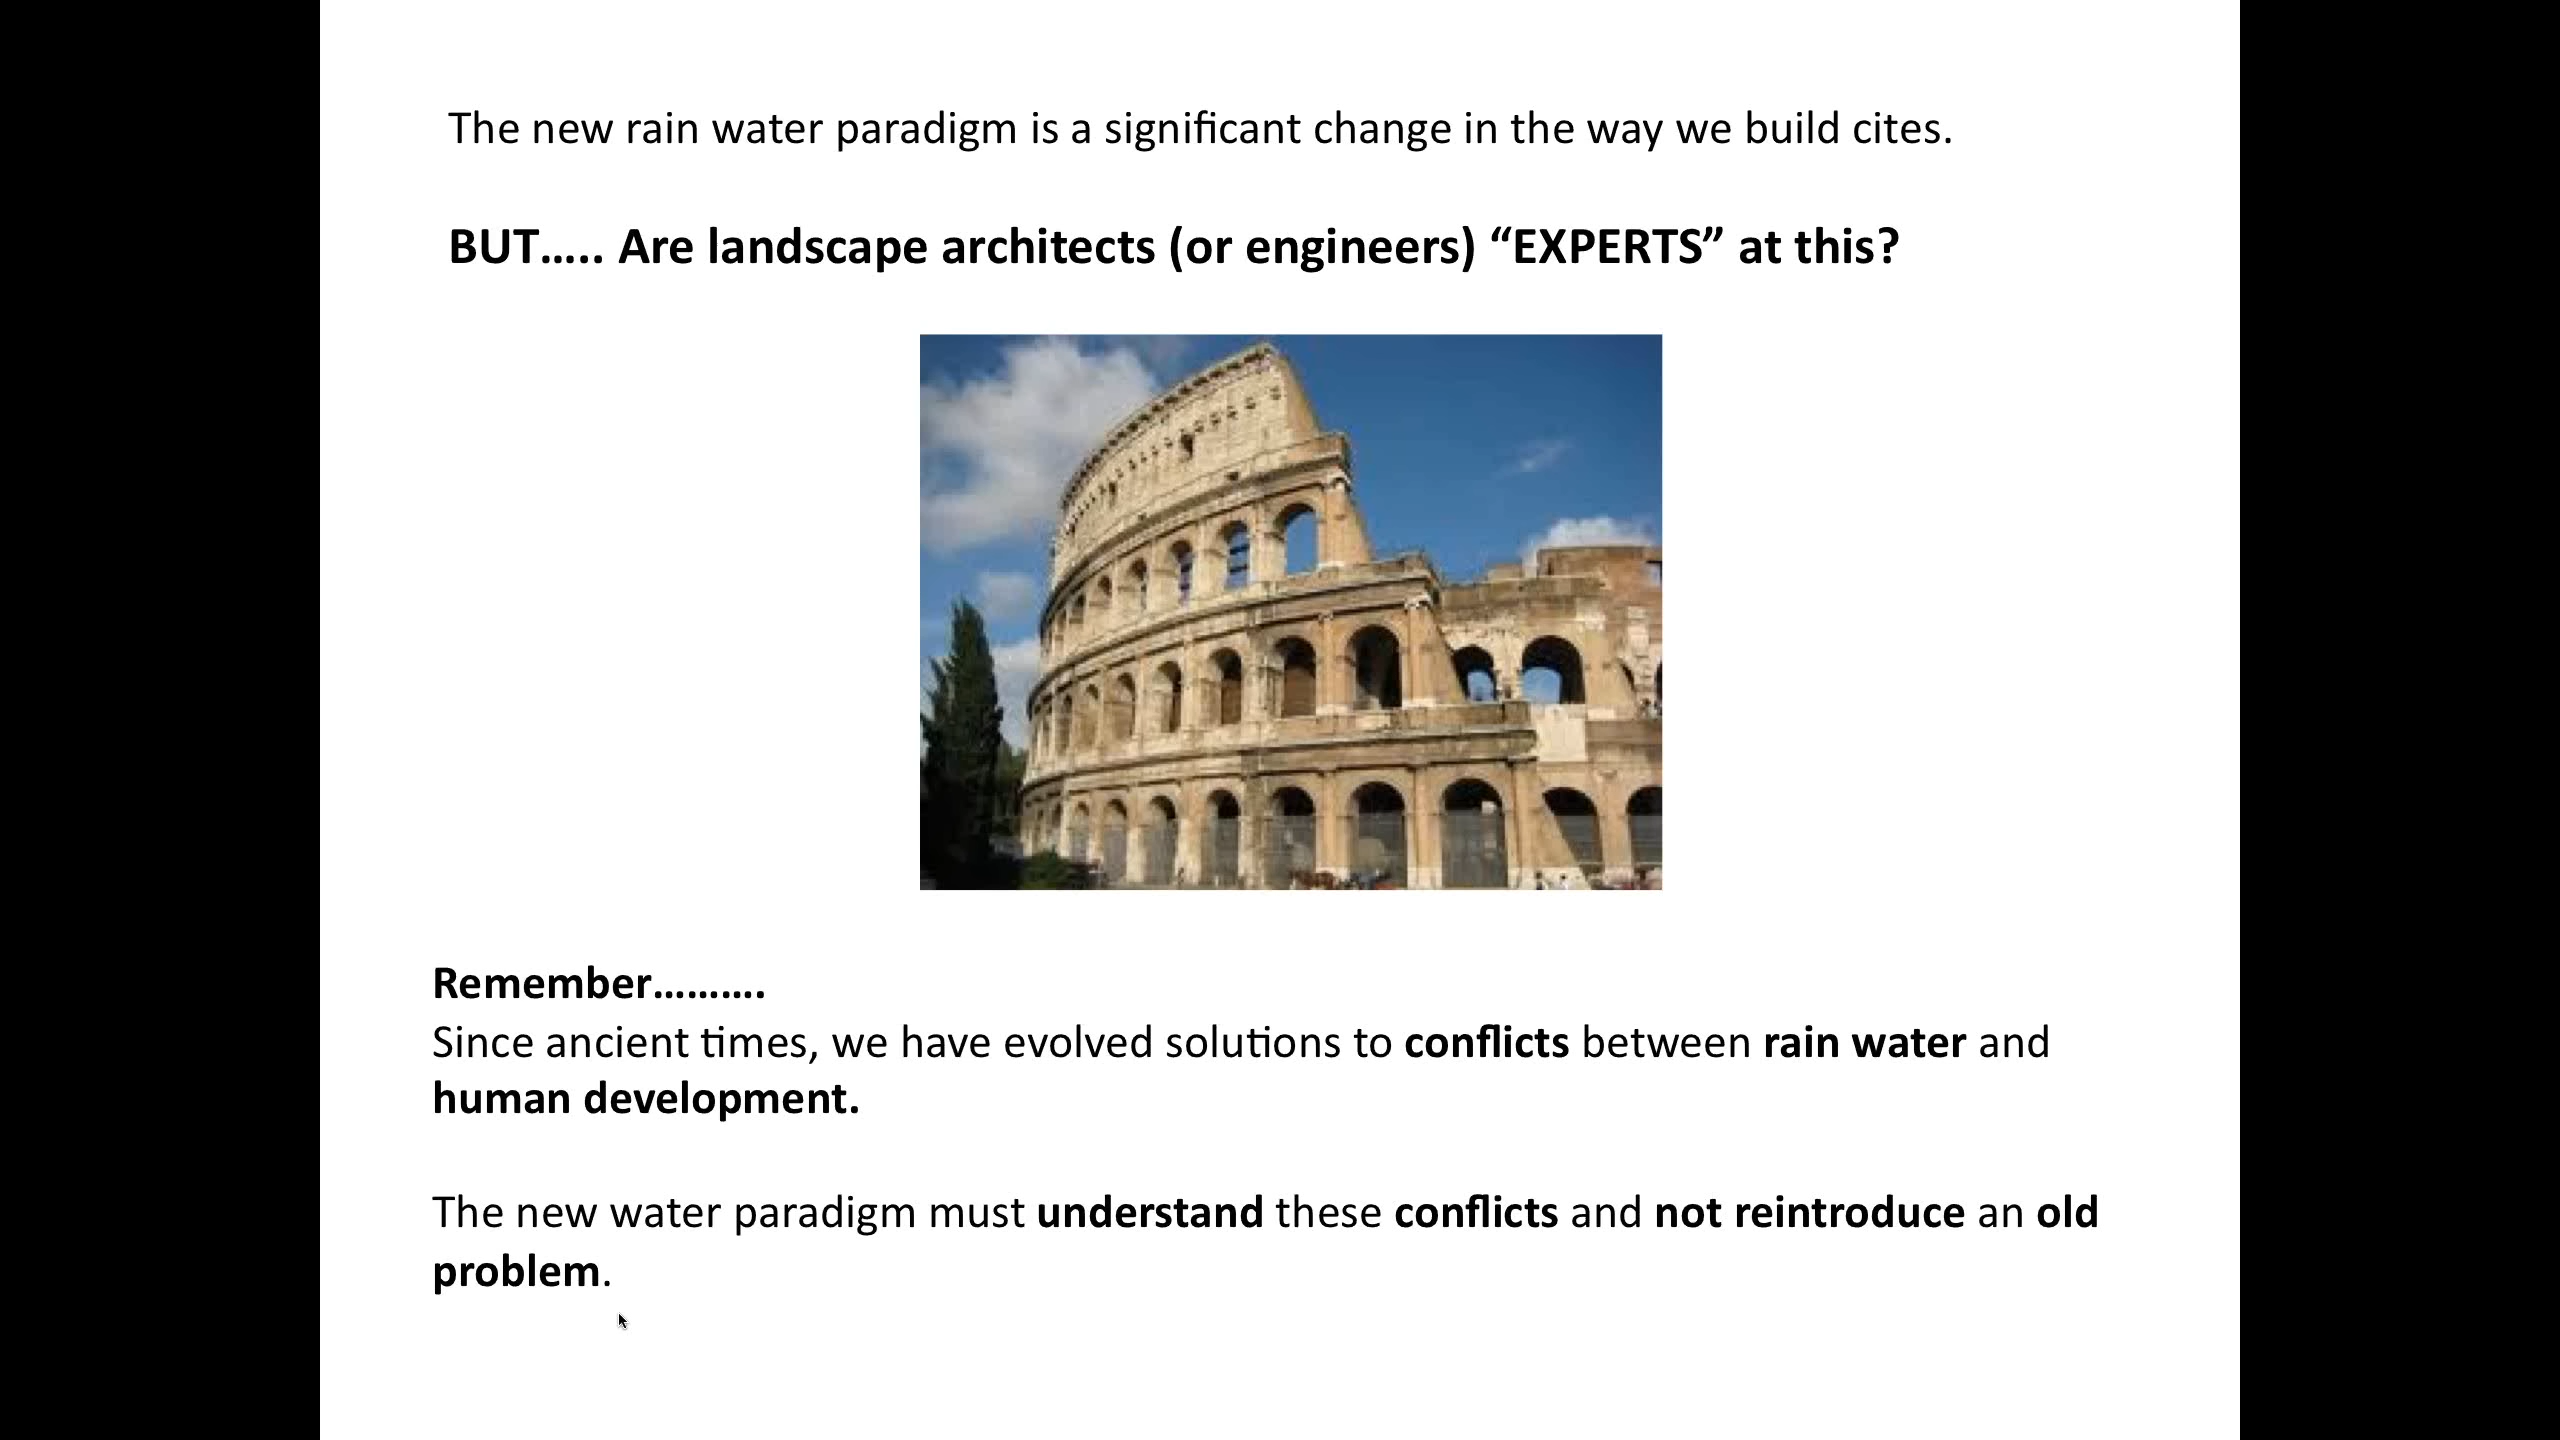 The new rain water paradigm is a significant change in the way we build cites.
BUT….. Are landscape architects (or engineers) “EXPERTS” at this?
Remember……….
Since ancient times, we have evolved solutions to conflicts between rain water and
human development.
The new water paradigm must understand these conflicts and not reintroduce an old
problem.